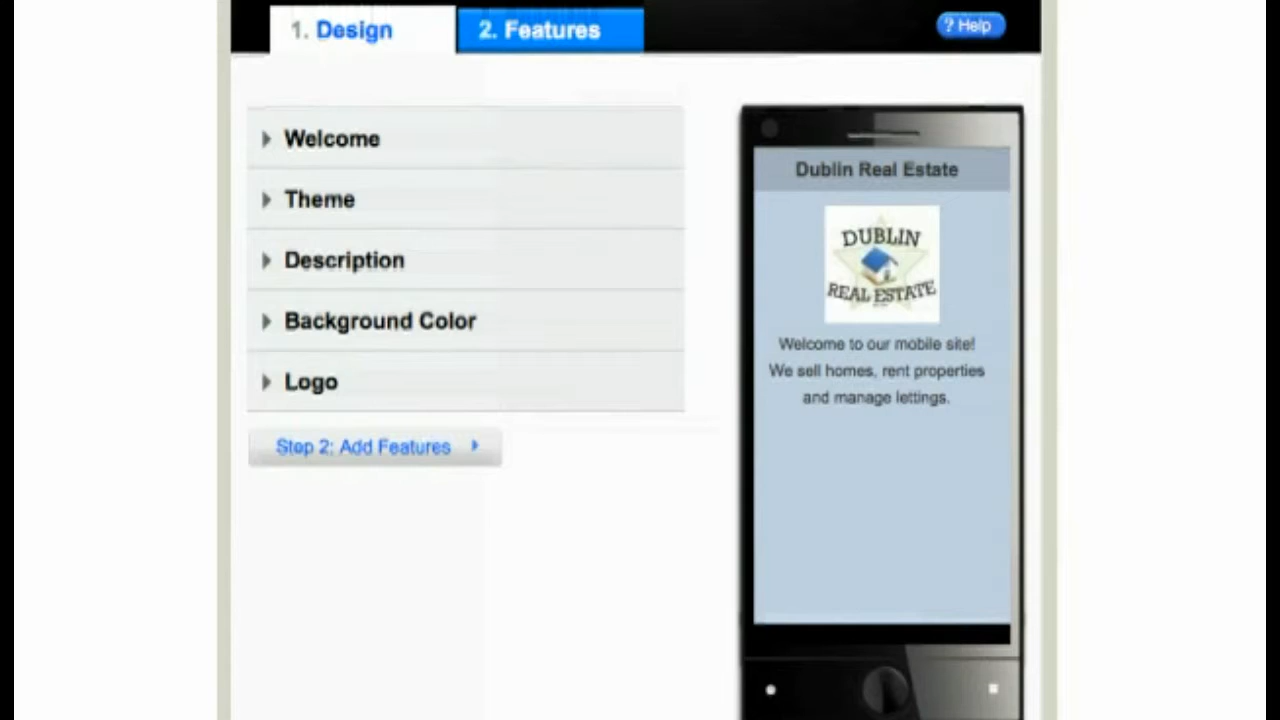 1. Design
2. Features
? Help
Welcome
Theme
Description
Background Color
Logo
Step 2: Add Features
Dublin Real Estate
DUBLIN
REAL ESTATE
Welcome to our mobile site!
We sell homes, rent properties
and manage lettings.